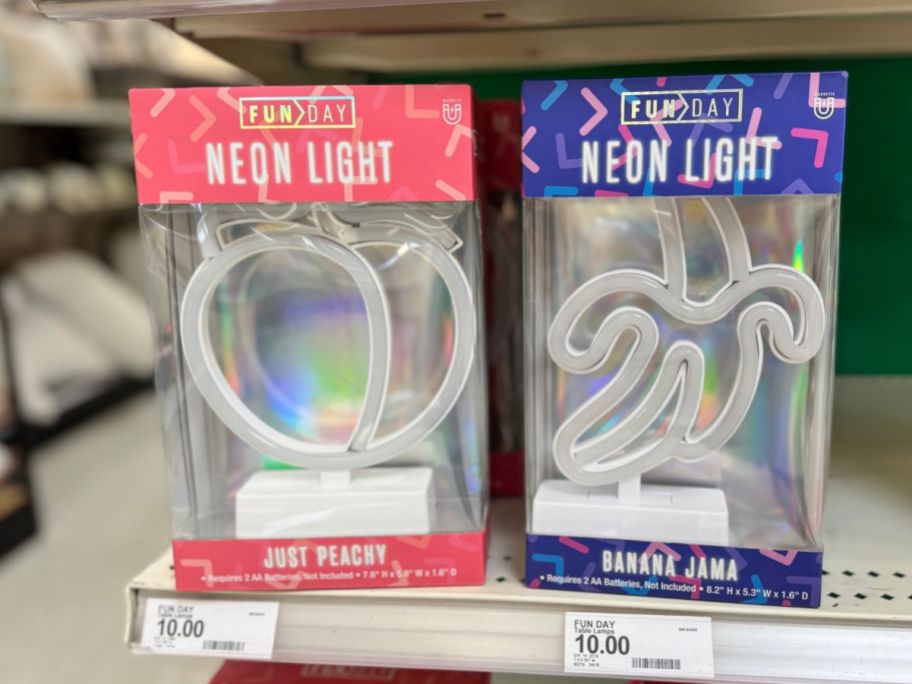 FUN DAY
NEON LIGHT
JUST PEACHY
• Requires 2 AA Batteries, Not Included • 7.6" H x 5.8" W x 1.6" D
FUN DAY
NEON LIGHT
BANANA JAMA
• Requires 2 AA Batteries, Not Included • 8.2" H x 5.3" W x 1.6" D
FUN DAY
Table Lamps
10.00
FUN DAY
Table Lamps
10.00